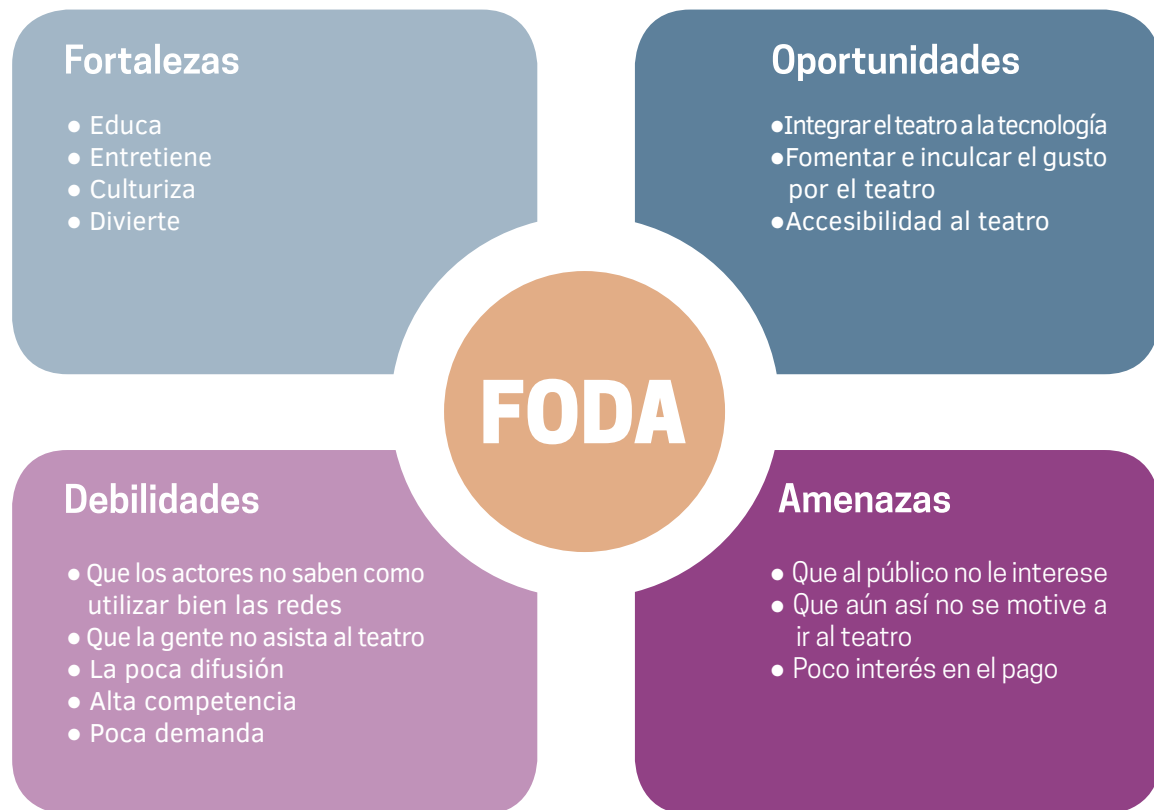 Fortalezas
● Educa
● Entretiene
● Culturiza
● Divierte
Oportunidades
●Integrar el teatro a la tecnología
●Fomentar e inculcar el gusto
por el teatro
●Accesibilidad al teatro
FODA
Debilidades
● Que los actores no saben como
utilizar bien las redes
● Que la gente no asista al teatro
● La poca difusión
● Alta competencia
● Poca demanda
Amenazas
● Que al público no le interese
● Que aún así no se motive a
ir al teatro
● Poco interés en el pago